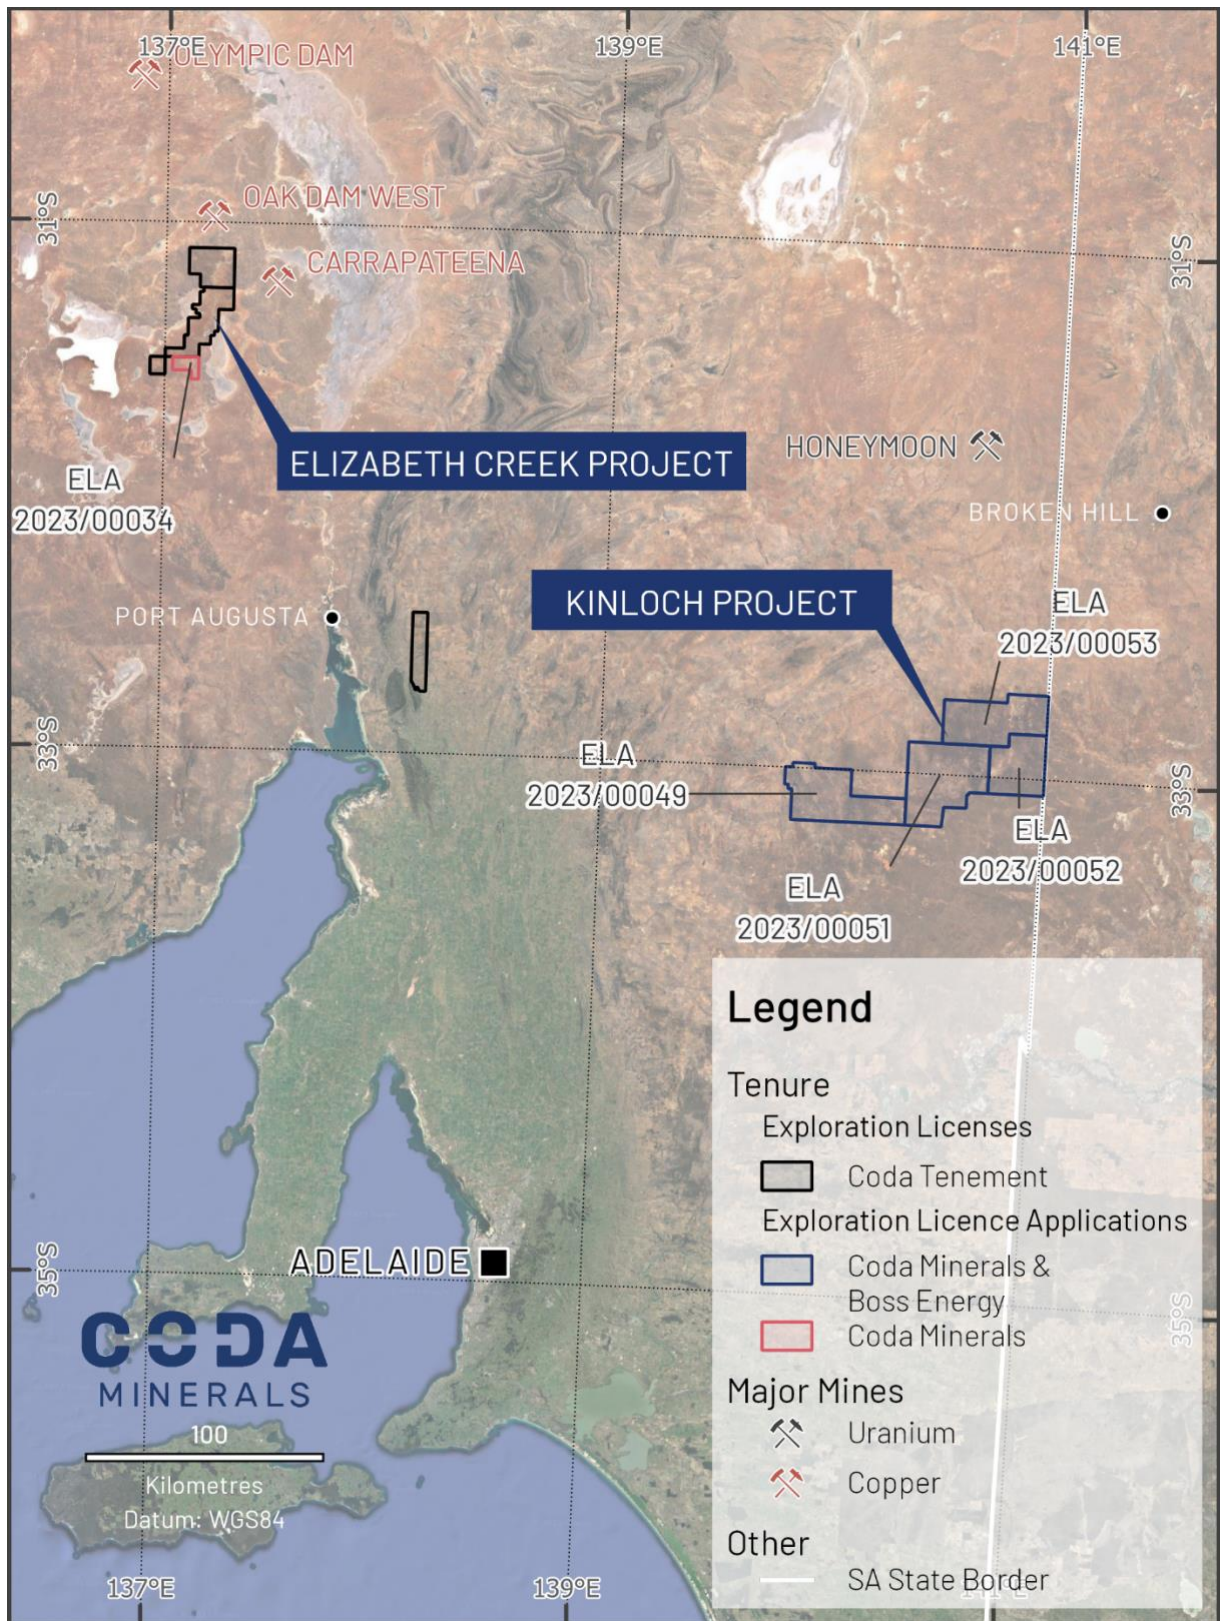 137°E
139°E
141°E
OLYMPIC DAM
OAK DAM WEST
31°S
CARRAPATEENA
31°S
ELIZABETH CREEK PROJECT
HONEYMOON
ELA
2023/00034
BROKEN HILL
KINLOCH PROJECT
PORT AUGUSTA
ELA
2023/00053
33°S
ELA
2023/00049
33°S
ELA
2023/00052
ELA
2023/00051
Legend
Tenure
Exploration Licenses
Coda Tenement
Exploration Licence Applications
Coda Minerals &
Boss Energy
Coda Minerals
Major Mines
Uranium
Copper
Other
SA State Border
ADELAIDE
35°S
35°S
CODA
MINERALS
100
Kilometres
Datum: WGS84
137°E
139°E
141°E